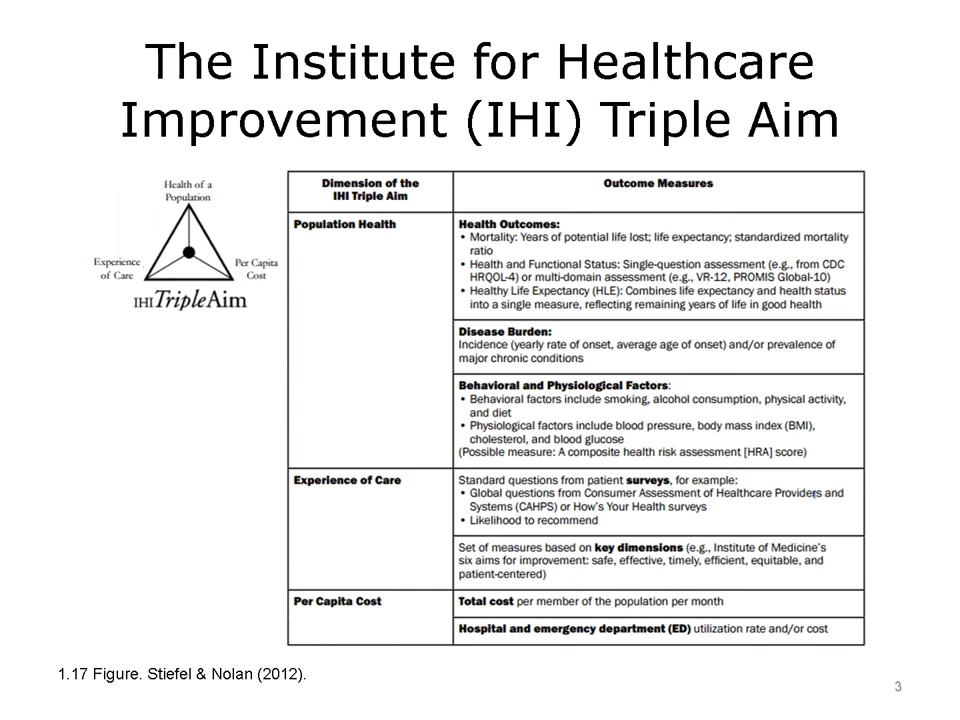 The Institute for Healthcare
Improvement (IHI) Triple Aim
Health of a
Population
Experience
of Care
Per Capita
Cost
IHI Triple Aim
Dimension of the
IHI Triple Aim
Outcome Measures
Population Health
Health Outcomes:
• Mortality: Years of potential life lost; life expectancy; standardized mortality
ratio
• Health and Functional Status: Single-question assessment (e.g., from CDC
HRQOL-4) or multi-domain assessment (e.g., VR-12, PROMIS Global-10)
• Healthy Life Expectancy (HLE): Combines life expectancy and health status
into a single measure, reflecting remaining years of life in good health
Disease Burden:
Incidence (yearly rate of onset, average age of onset) and/or prevalence of
major chronic conditions
Behavioral and Physiological Factors:
• Behavioral factors include smoking, alcohol consumption, physical activity,
and diet
• Physiological factors include blood pressure, body mass index (BMI),
cholesterol, and blood glucose
(Possible measure: A composite health risk assessment [HRA] score)
Experience of Care
Standard questions from patient surveys, for example:
• Global questions from Consumer Assessment of Healthcare Providers and
Systems (CAHPS) or How's Your Health surveys
• Likelihood to recommend
Set of measures based on key dimensions (e.g., Institute of Medicine's
six aims for improvement: safe, effective, timely, efficient, equitable, and
patient-centered)
Per Capita Cost
Total cost per member of the population per month
Hospital and emergency department (ED) utilization rate and/or cost
1.17 Figure. Stiefel & Nolan (2012).
3